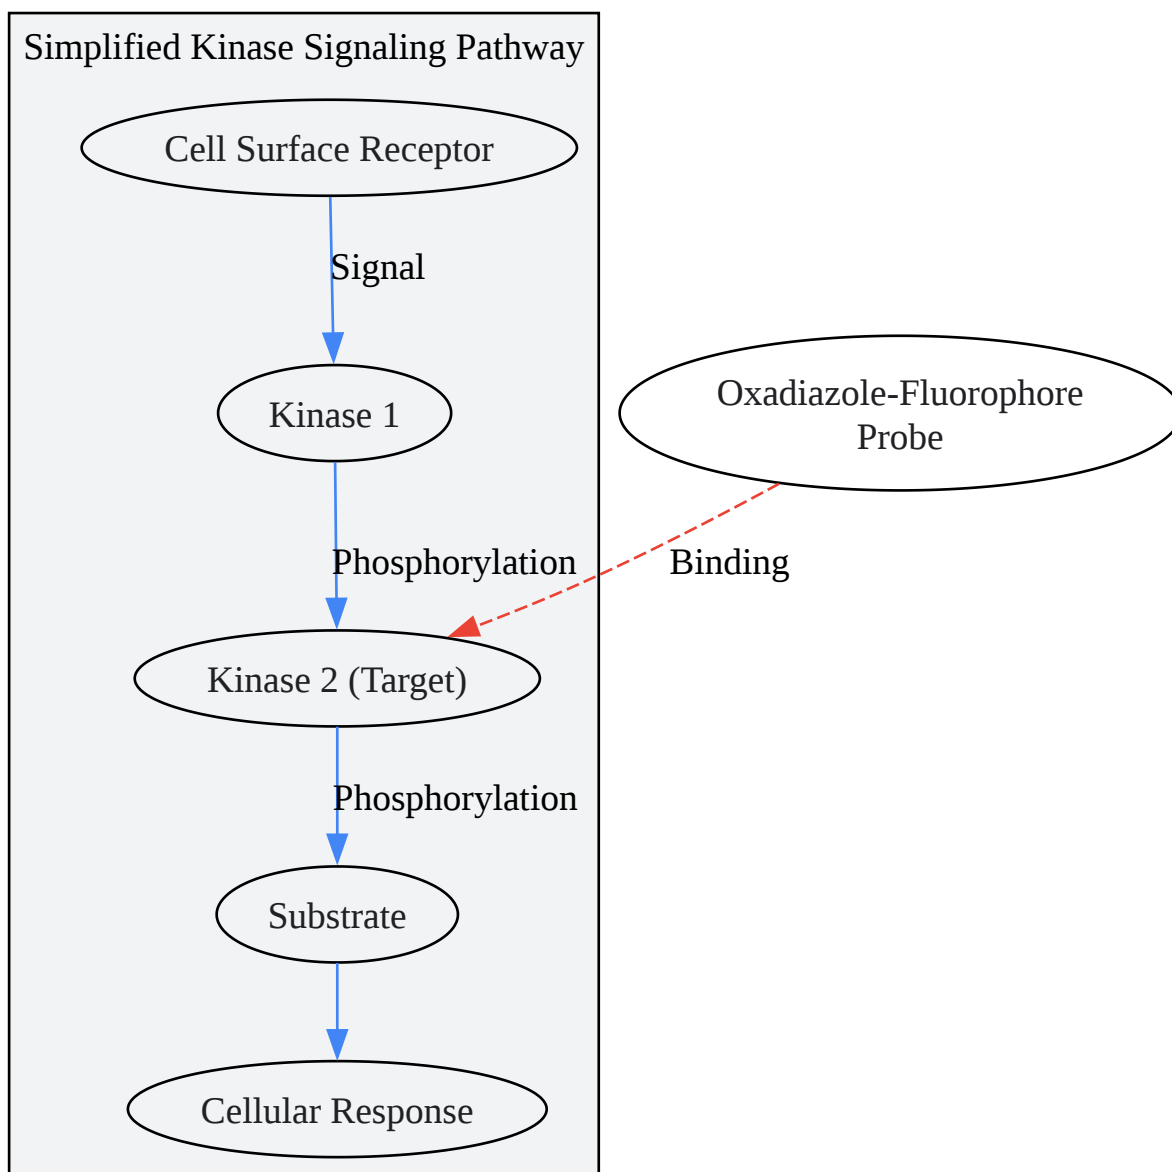 Simplified Kinase Signaling Pathway
Cell Surface Receptor
Signal
Kinase 1
Oxadiazole-Fluorophore
Probe
Phosphorylation
Binding
Kinase 2 (Target)
Phosphorylation
Substrate
Cellular Response